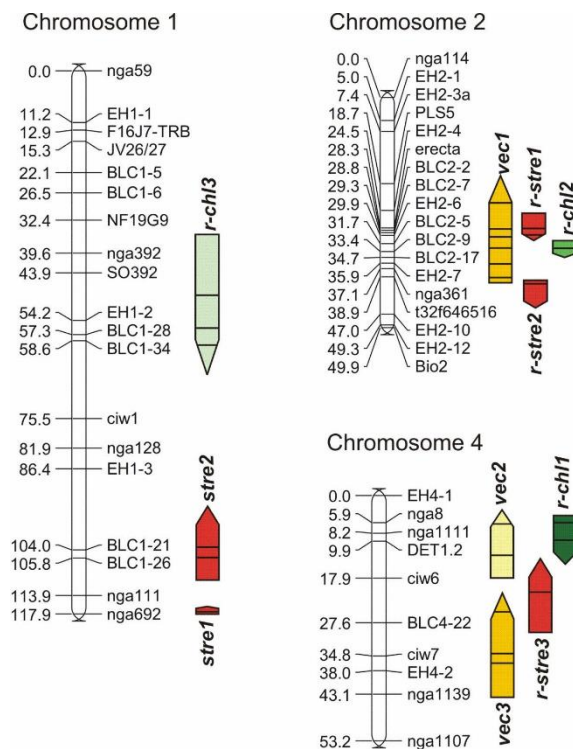 Chromosome 1
0.0 nga59
11.2 EH1-1
12.9 F16J7-TRB
15.3 JV26/27
22.1 BLC1-5
26.5 BLC1-6
32.4 NF19G9
39.6 nga392
43.9 SO392
54.2 EH1-2
57.3 BLC1-28
58.6 BLC1-34
75.5 ciw1
81.9 nga128
86.4 EH1-3
104.0 BLC1-21
105.8 BLC1-26
113.9 nga111
117.9 nga692
r-chl3
stre2
stre1
Chromosome 2
0.0 nga114
5.0 EH2-1
7.4 EH2-3a
18.7 PLS5
24.5 EH2-4
28.3 erecta
28.8 BLC2-2
29.3 BLC2-7
29.9 EH2-6
31.7 BLC2-5
33.4 BLC2-9
34.7 BLC2-17
35.9 EH2-7
37.1 nga361
38.9 t32f646516
47.0 EH2-10
49.3 EH2-12
49.9 Bio2
vec1
r-stre1
r-chl2
r-stre2
Chromosome 4
0.0 EH4-1
5.9 nga8
8.2 nga1111
9.9 DET1.2
17.9 ciw6
27.6 BLC4-22
34.8 ciw7
38.0 EH4-2
43.1 nga1139
53.2 nga1107
vec2
r-chl1
vec3
r-stre3